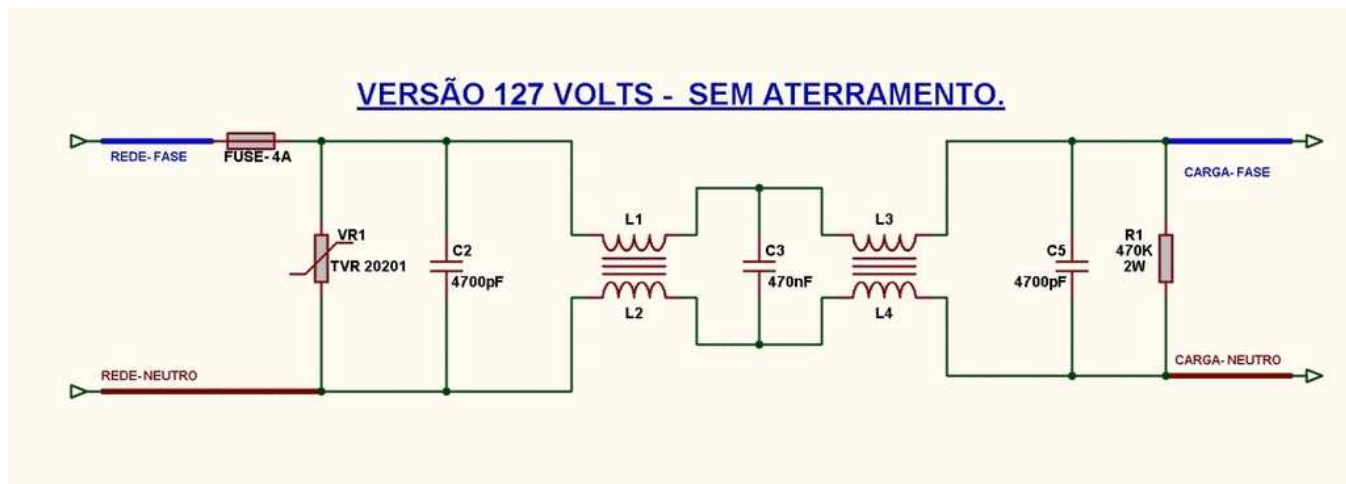 VERSÃO 127 VOLTS - SEM ATERRAMENTO.
REDE-FASE
FUSE-4A
CARGA-FASE
VR1
TVR 20201
C2
4700pF
L1
L2
C3
470nF
L3
L4
C5
4700pF
R1
470K
2W
REDE-NEUTRO
CARGA-NEUTRO